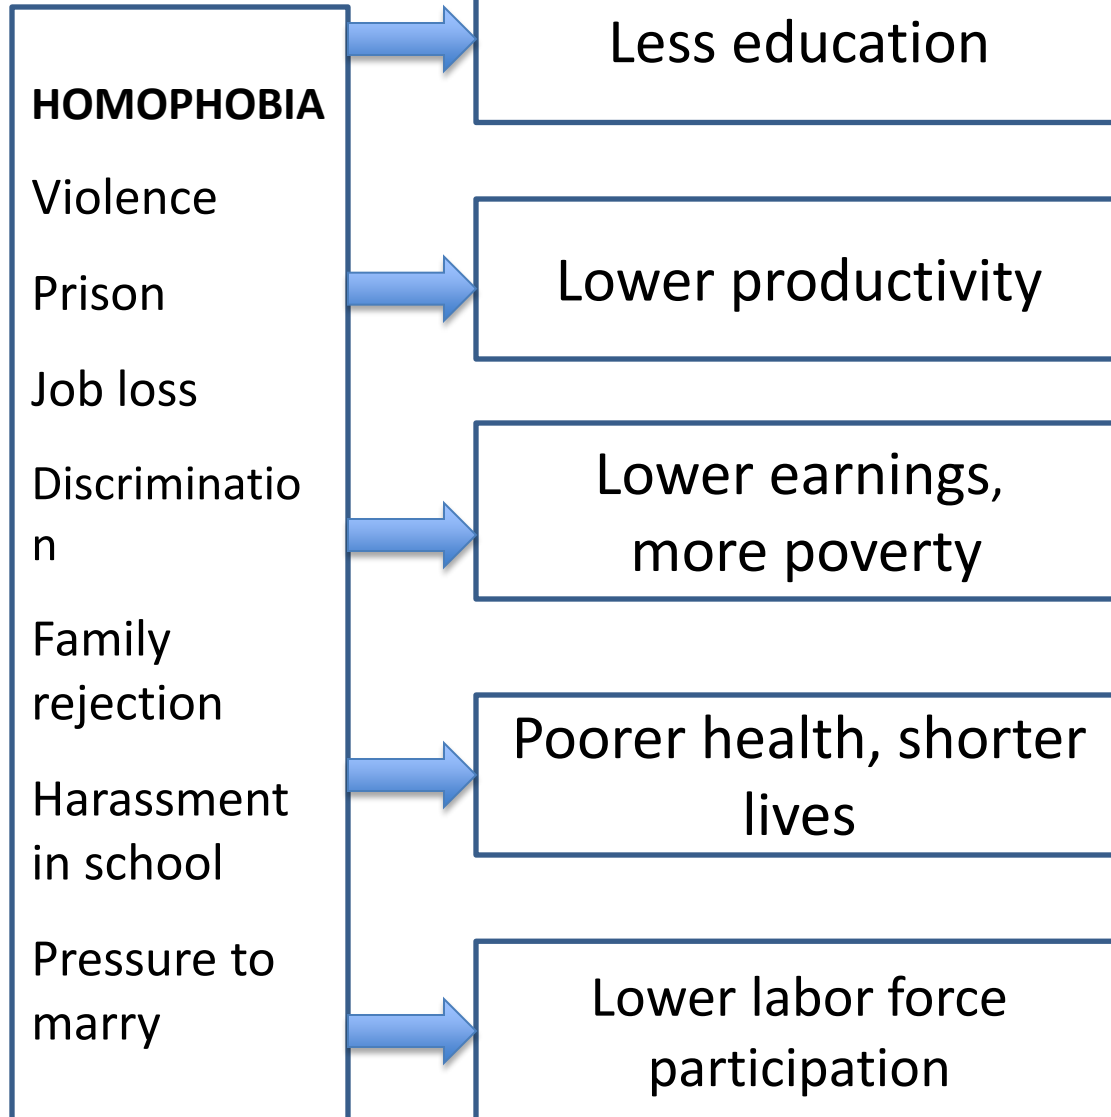 HOMOPHOBIA
Violence
Prison
Job loss
Discriminatio
n
Family
rejection
Harassment
in school
Pressure to
marry
Less education
Lower productivity
Lower earnings,
more poverty
Poorer health, shorter
lives
Lower labor force
participation